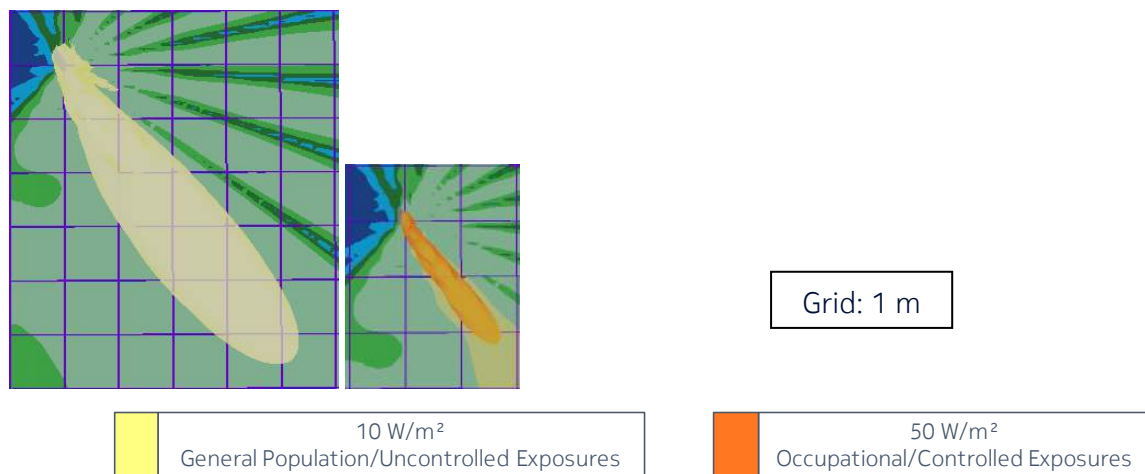 Grid: 1 m
10 W/m²
General Population/Uncontrolled Exposures
50 W/m²
Occupational/Controlled Exposures